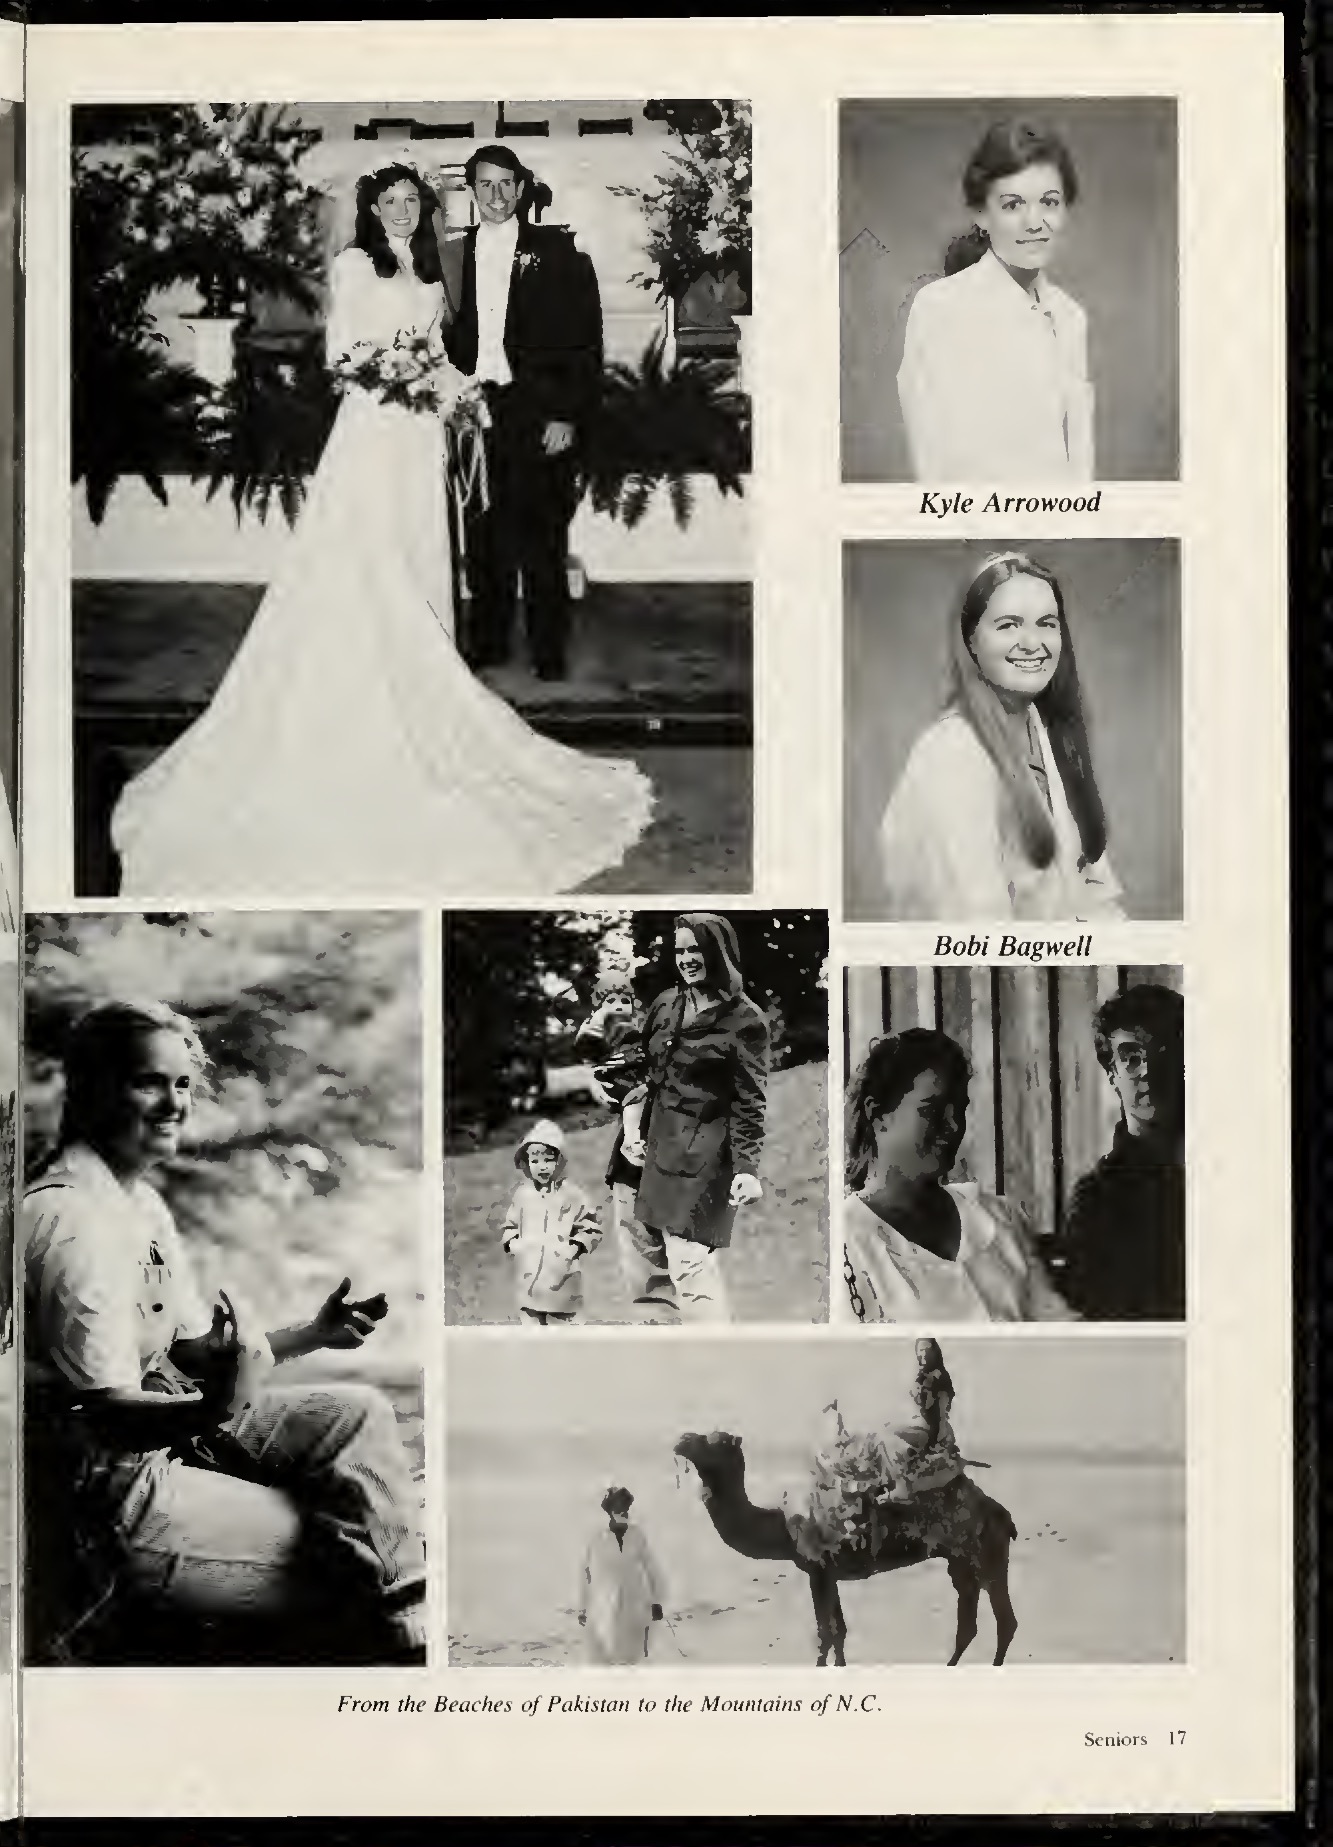 Kyle Arrowood
Bobi Bagwell
From the Beaches of Pakistan to the Mountains of N.C.
Seniors 17